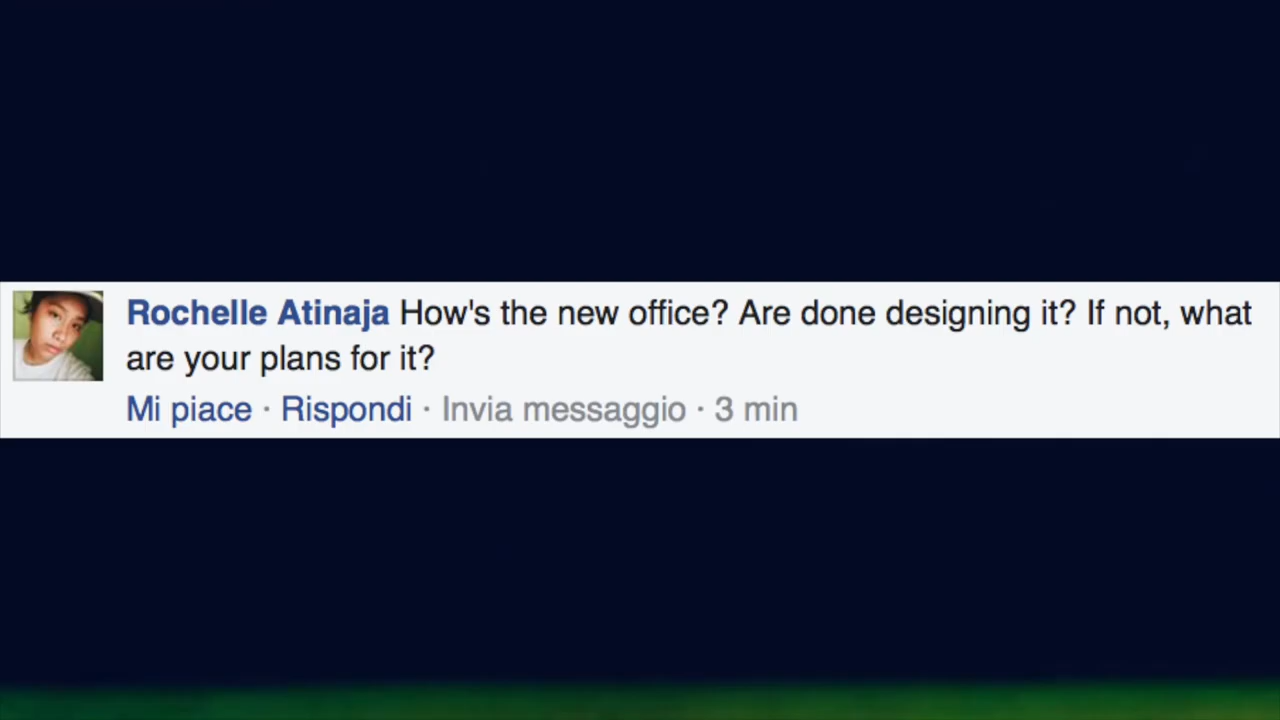 Rochelle Atinaja How's the new office? Are done designing it? If not, what
are your plans for it?
Mi piace · Rispondi · Invia messaggio · 3 min